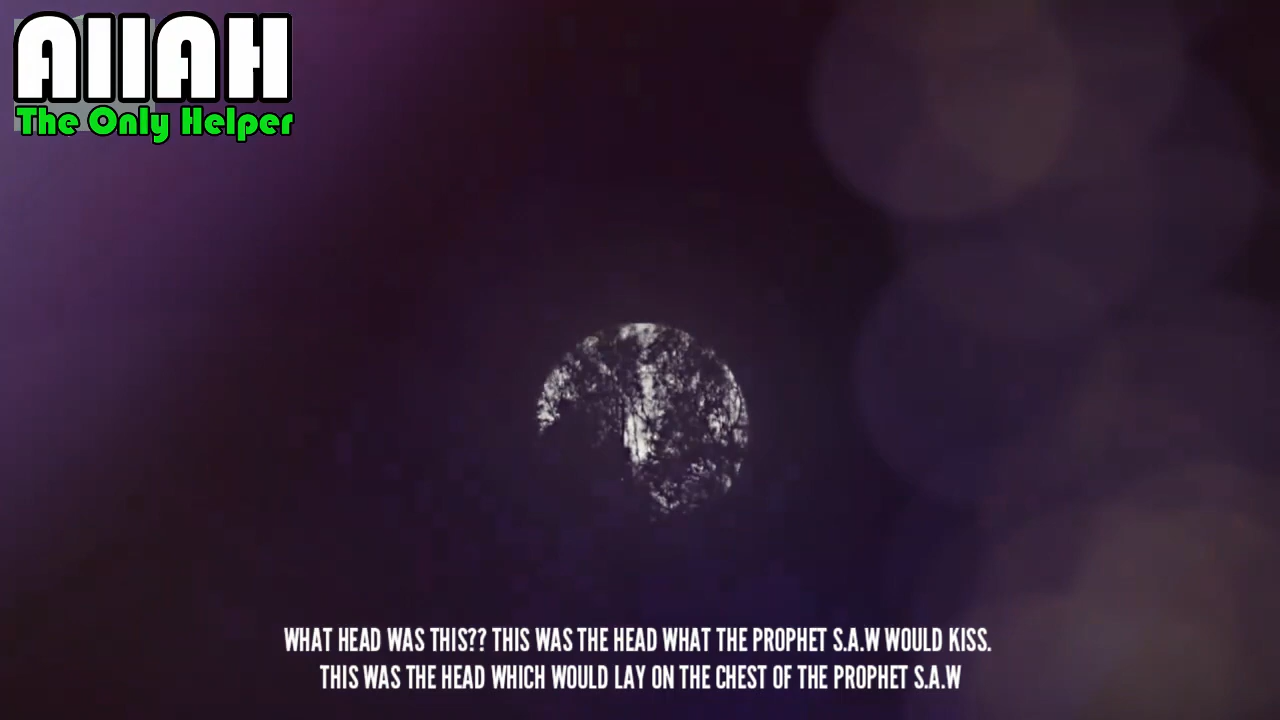 AllAH
The Only Helper
WHAT HEAD WAS THIS?? THIS WAS THE HEAD WHAT THE PROPHET S.A.W WOULD KISS.
THIS WAS THE HEAD WHICH WOULD LAY ON THE CHEST OF THE PROPHET S.A.W